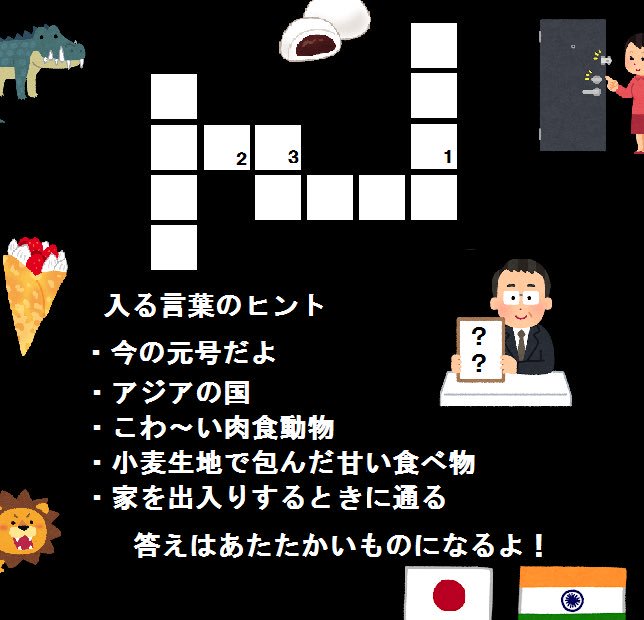 1
2 3
入る言葉のヒント
・今の元号だよ
・アジアの国
・こわ～い肉食動物
・小麦生地で包んだ甘い食べ物
・家を出入りするときに通る
答えはあたたかいものになるよ！
？
？